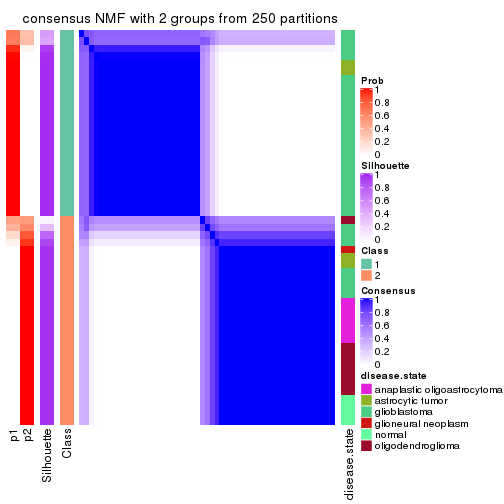 consensus NMF with 2 groups from 250 partitions
Prob
1
0.8
0.6
0.4
0.2
0
Silhouette
1
0.8
0.6
0.4
0.2
0
Class
1
2
Consensus
1
0.8
0.6
0.4
0.2
0
disease.state
anaplastic oligoastrocytoma
astrocytic tumor
glioblastoma
glioneural neoplasm
normal
oligodendroglioma
p1
p2
Silhouette
Class
disease.state